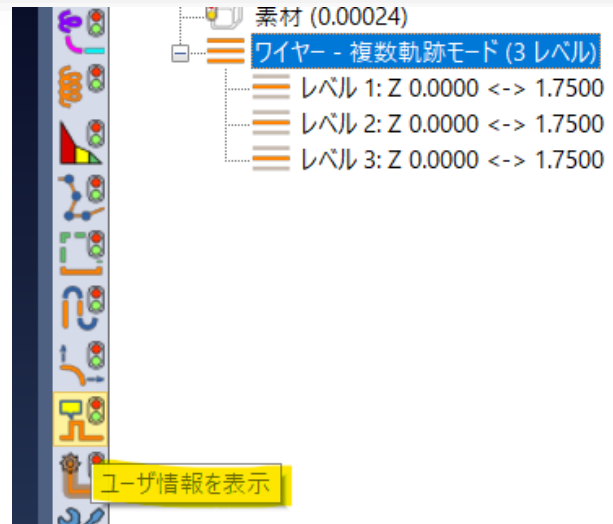 素材 (0.00024)
ワイヤー - 複数軌跡モード (3 レベル)
レベル 1: Z 0.0000 <-> 1.7500
レベル 2: Z 0.0000 <-> 1.7500
レベル 3: Z 0.0000 <-> 1.7500
ユーザ情報を表示